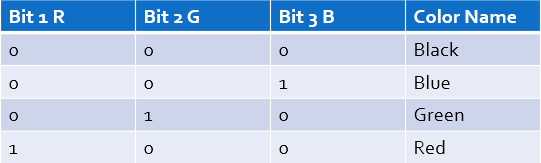 Bit 1 R Bit 2 G Bit 3 B Color Name
0 0 0 Black
0 0 1 Blue
0 1 0 Green
1 0 0 Red